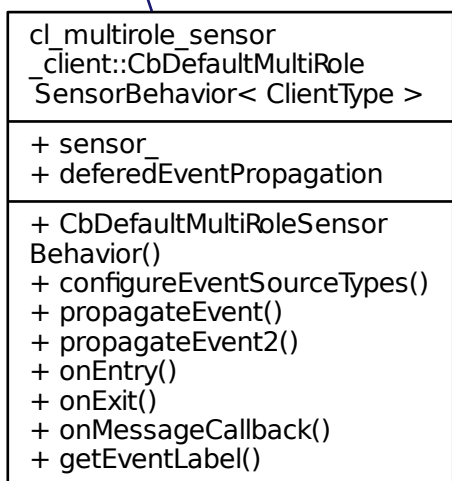 cl_multirole_sensor
_client::CbDefaultMultiRole
SensorBehavior< ClientType >
+ sensor_
+ deferedEventPropagation
+ CbDefaultMultiRoleSensor
Behavior()
+ configureEventSourceTypes()
+ propagateEvent()
+ propagateEvent2()
+ onEntry()
+ onExit()
+ onMessageCallback()
+ getEventLabel()